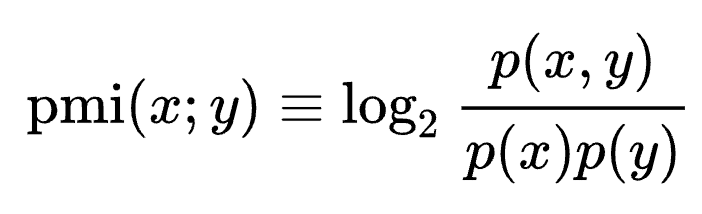 pmi(x; y) ≡ log₂ p(x, y) / p(x)p(y)